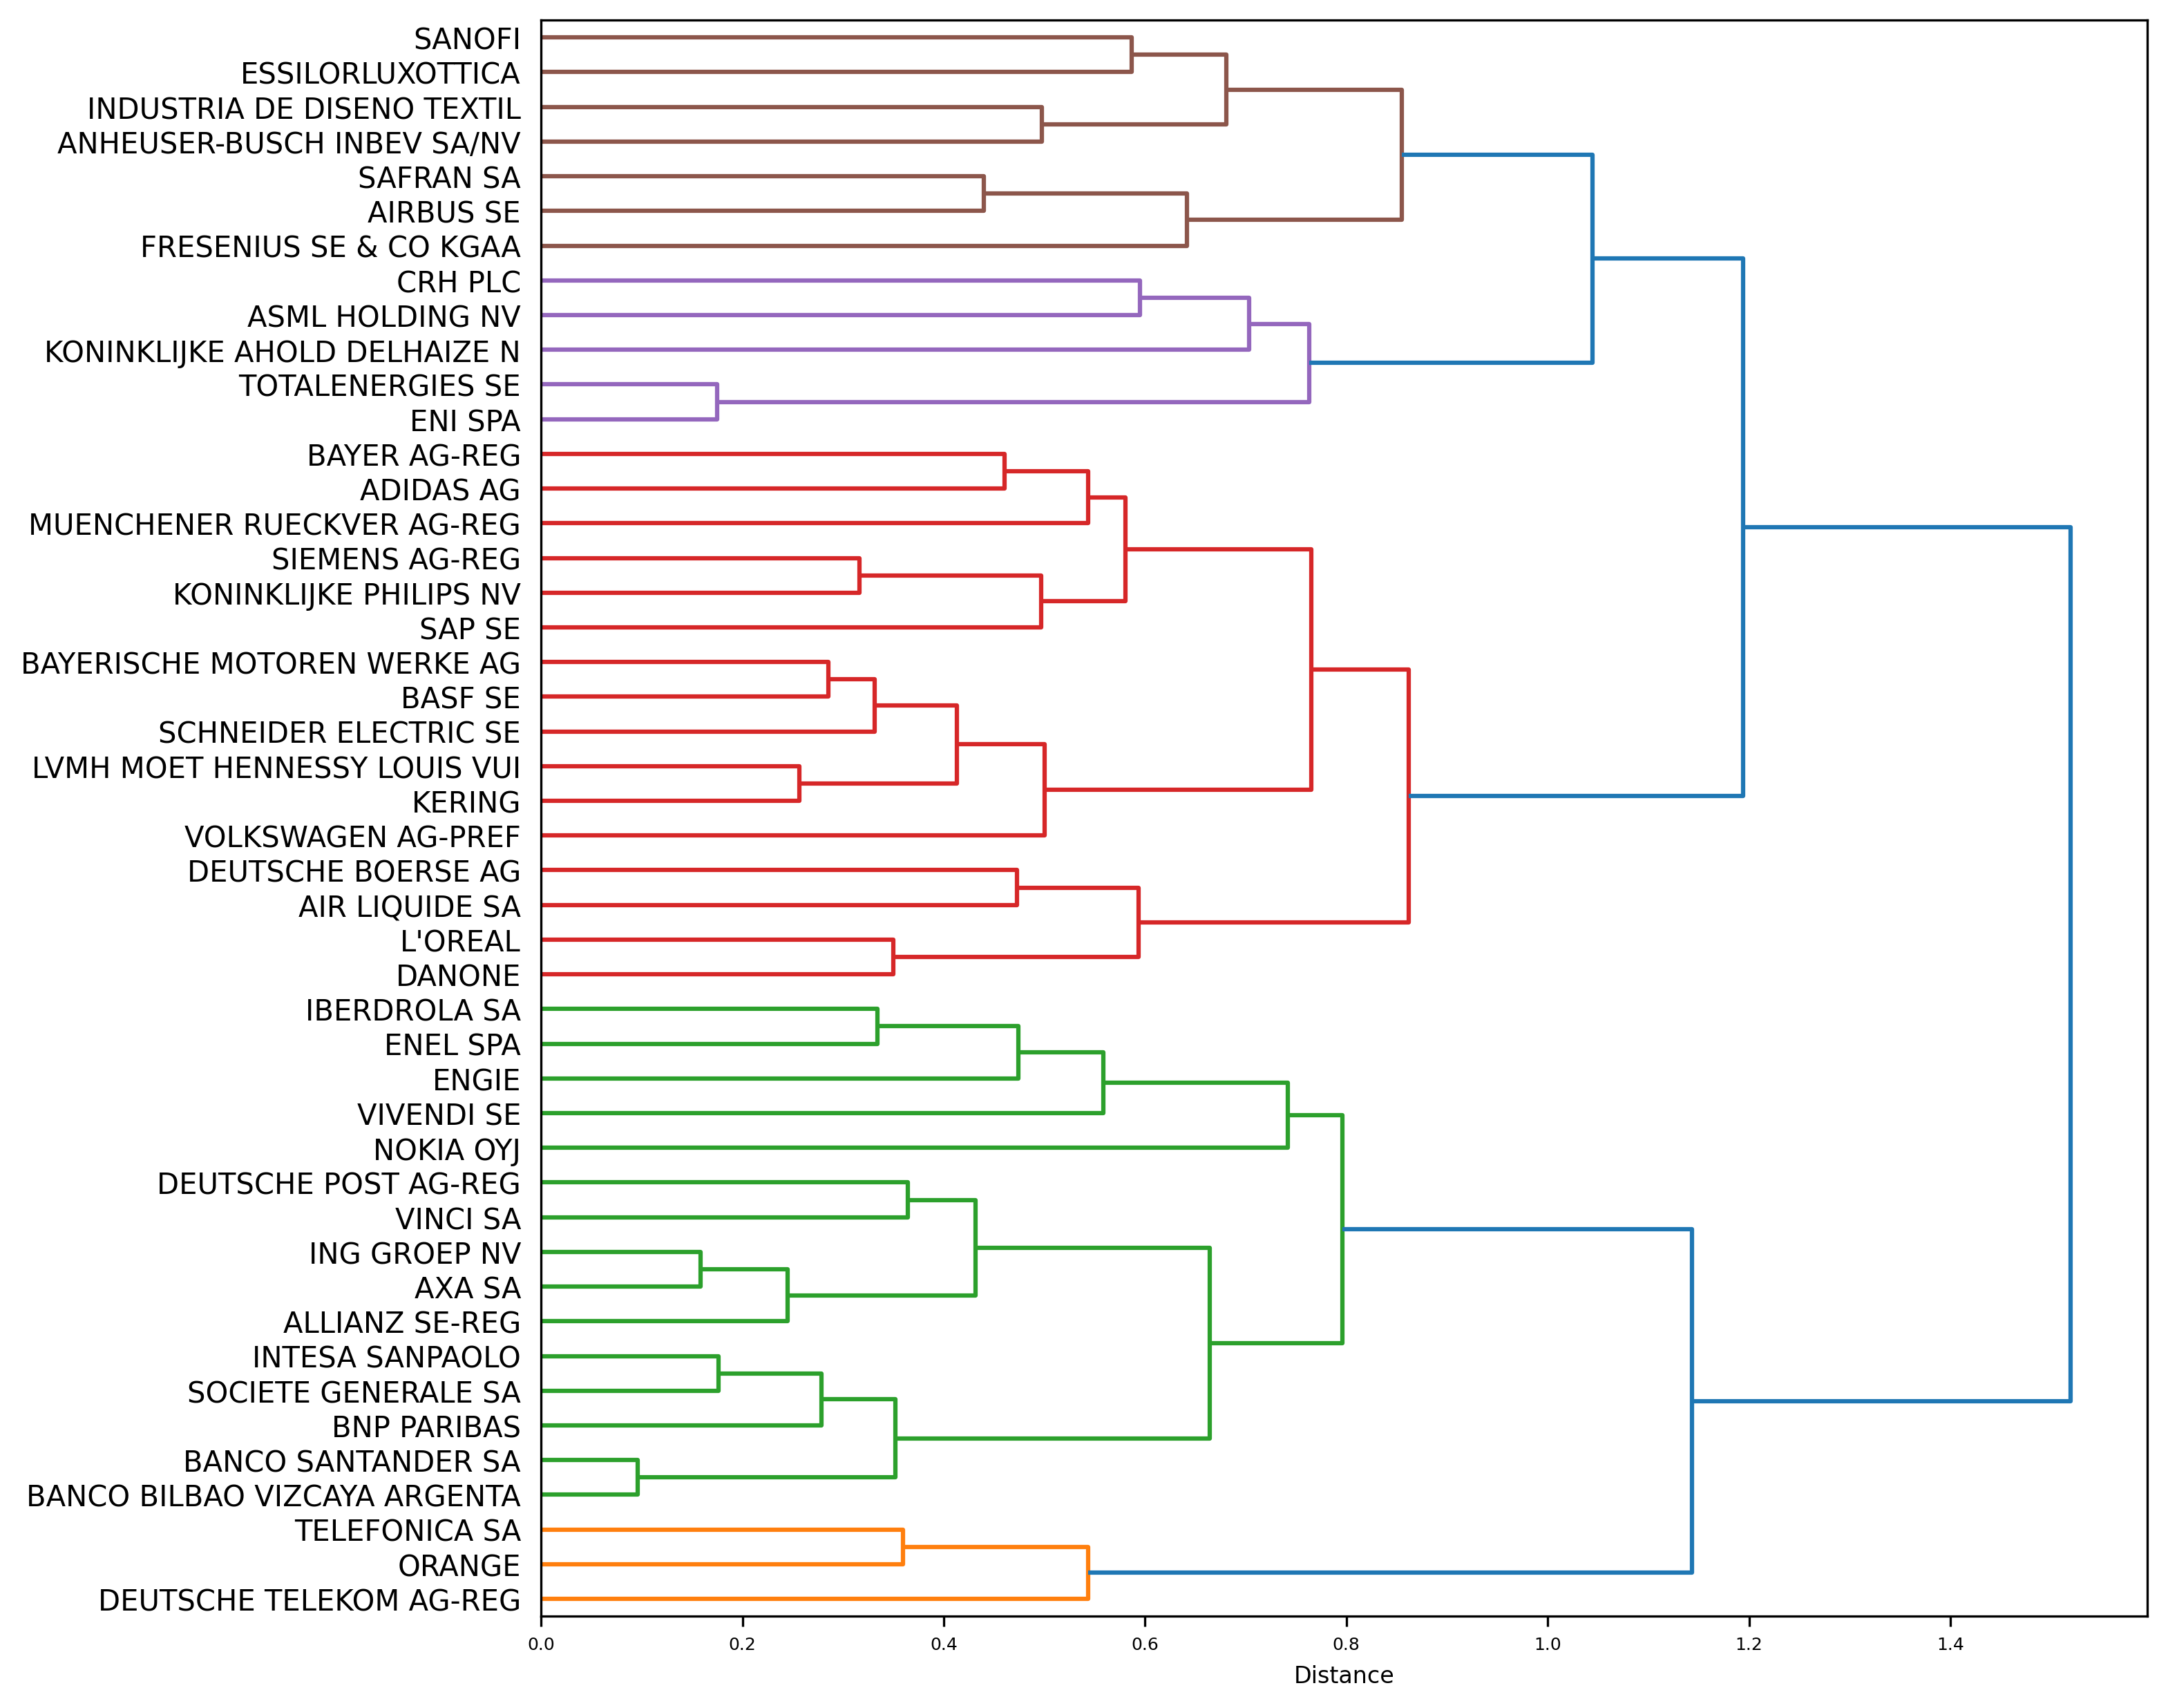 SANOFI
ESSILORLUXOTTICA
INDUSTRIA DE DISENO TEXTIL
ANHEUSER-BUSCH INBEV SA/NV
SAFRAN SA
AIRBUS SE
FRESENIUS SE & CO KGAA
CRH PLC
ASML HOLDING NV
KONINKLIJKE AHOLD DELHAIZE N
TOTALENERGIES SE
ENI SPA
BAYER AG-REG
ADIDAS AG
MUENCHENER RUECKVER AG-REG
SIEMENS AG-REG
KONINKLIJKE PHILIPS NV
SAP SE
BAYERISCHE MOTOREN WERKE AG
BASF SE
SCHNEIDER ELECTRIC SE
LVMH MOET HENNESSY LOUIS VUI
KERING
VOLKSWAGEN AG-PREF
DEUTSCHE BOERSE AG
AIR LIQUIDE SA
L'OREAL
DANONE
IBERDROLA SA
ENEL SPA
ENGIE
VIVENDI SE
NOKIA OYJ
DEUTSCHE POST AG-REG
VINCI SA
ING GROEP NV
AXA SA
ALLIANZ SE-REG
INTESA SANPAOLO
SOCIETE GENERALE SA
BNP PARIBAS
BANCO SANTANDER SA
BANCO BILBAO VIZCAYA ARGENTA
TELEFONICA SA
ORANGE
DEUTSCHE TELEKOM AG-REG
0.0 0.2 0.4 0.6 0.8 1.0 1.2 1.4
Distance